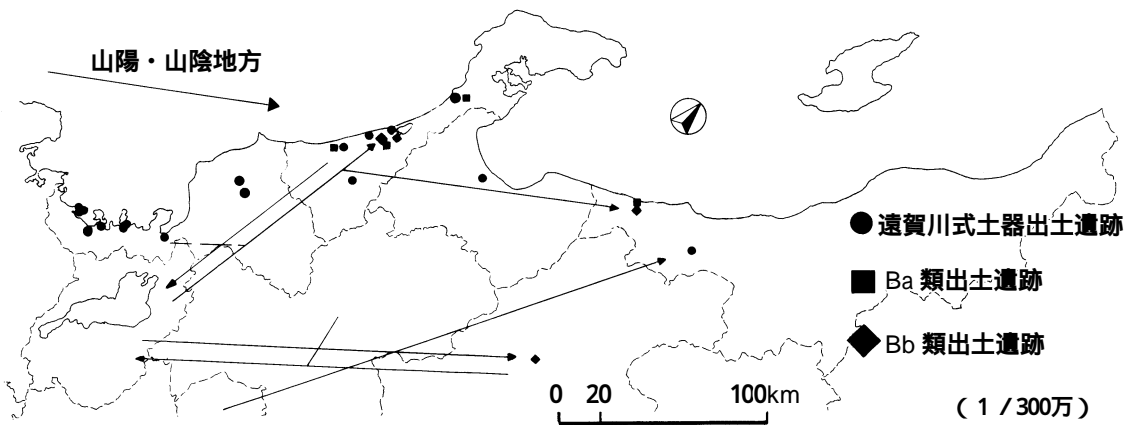 山陽・山陰地方
●遠賀川式土器出土遺跡
■ Ba 類出土遺跡
◆ Bb 類出土遺跡
0 20 100km
( 1 / 300万 )